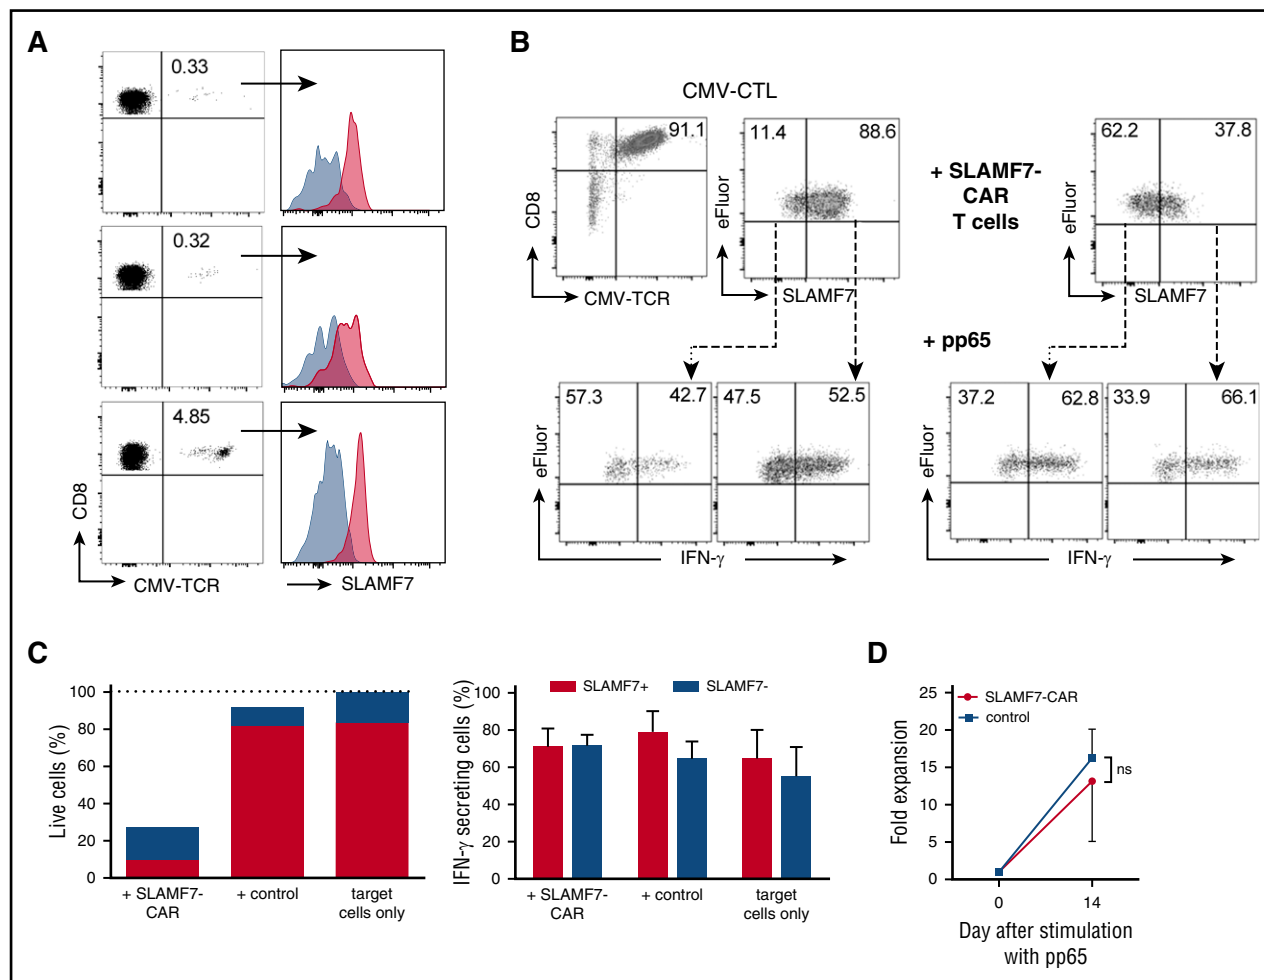 A
0.33
0.32
4.85
CD8
CMV-TCR
SLAMF7
B
CMV-CTL
91.1
CD8
CMV-TCR
11.4
88.6
eFluor
SLAMF7
+ SLAMF7-
CAR
T cells
62.2
37.8
eFluor
SLAMF7
+ pp65
57.3
42.7
47.5
52.5
eFluor
IFN-γ
37.2
62.8
33.9
66.1
eFluor
IFN-γ
C
Live cells (%)
100
80
60
40
20
0
+ SLAMF7-
CAR
+ control
target
cells only
IFN-γ secreting cells (%)
100
80
60
40
20
0
SLAMF7+
SLAMF7-
+ SLAMF7-
CAR
+ control
target
cells only
D
Fold expansion
25
20
15
10
5
0
SLAMF7-CAR
control
ns
0
14
Day after stimulation
with pp65